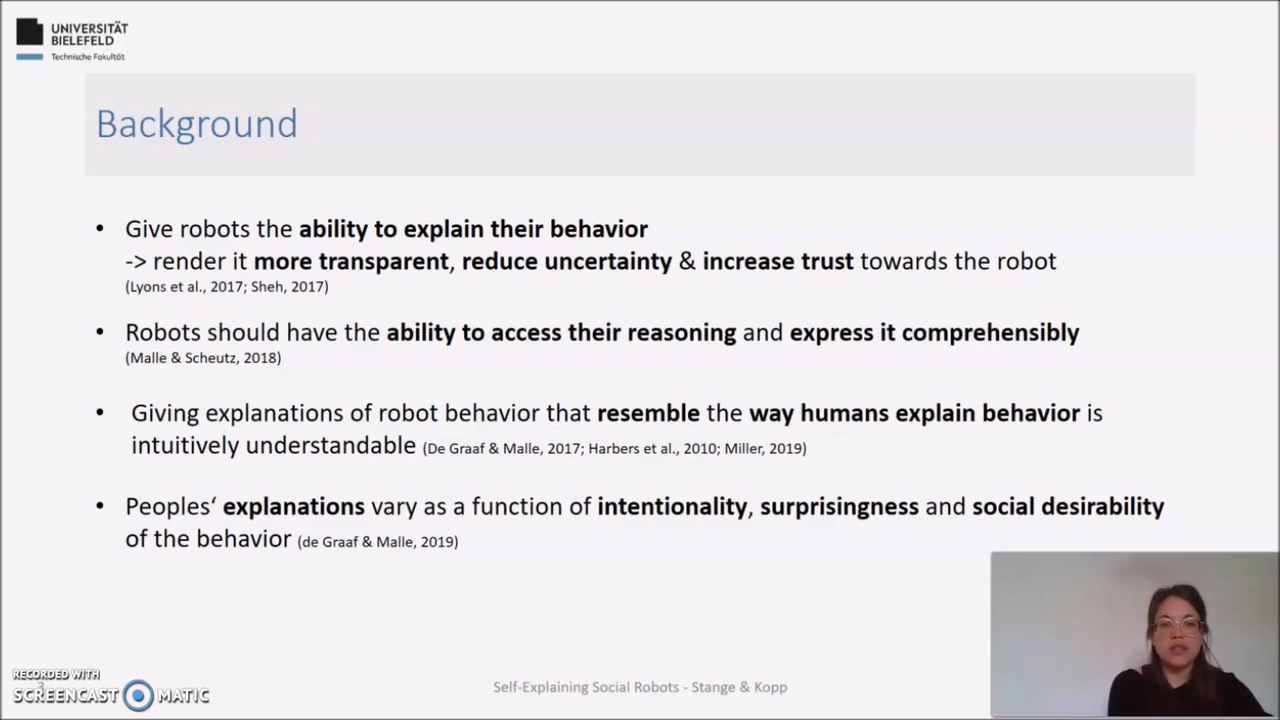 UNIVERSITÄT
BIELEFELD
Technische Fakultät
Background
• Give robots the ability to explain their behavior
-> render it more transparent, reduce uncertainty & increase trust towards the robot
(Lyons et al., 2017; Sheh, 2017)
• Robots should have the ability to access their reasoning and express it comprehensibly
(Malle & Scheutz, 2018)
• Giving explanations of robot behavior that resemble the way humans explain behavior is
intuitively understandable (De Graaf & Malle, 2017; Harbers et al., 2010; Miller, 2019)
• Peoples‘ explanations vary as a function of intentionality, surprisingness and social desirability
of the behavior (de Graaf & Malle, 2019)
RECORDED WITH
SCREENCAST MATIC
Self-Explaining Social Robots - Stange & Kopp